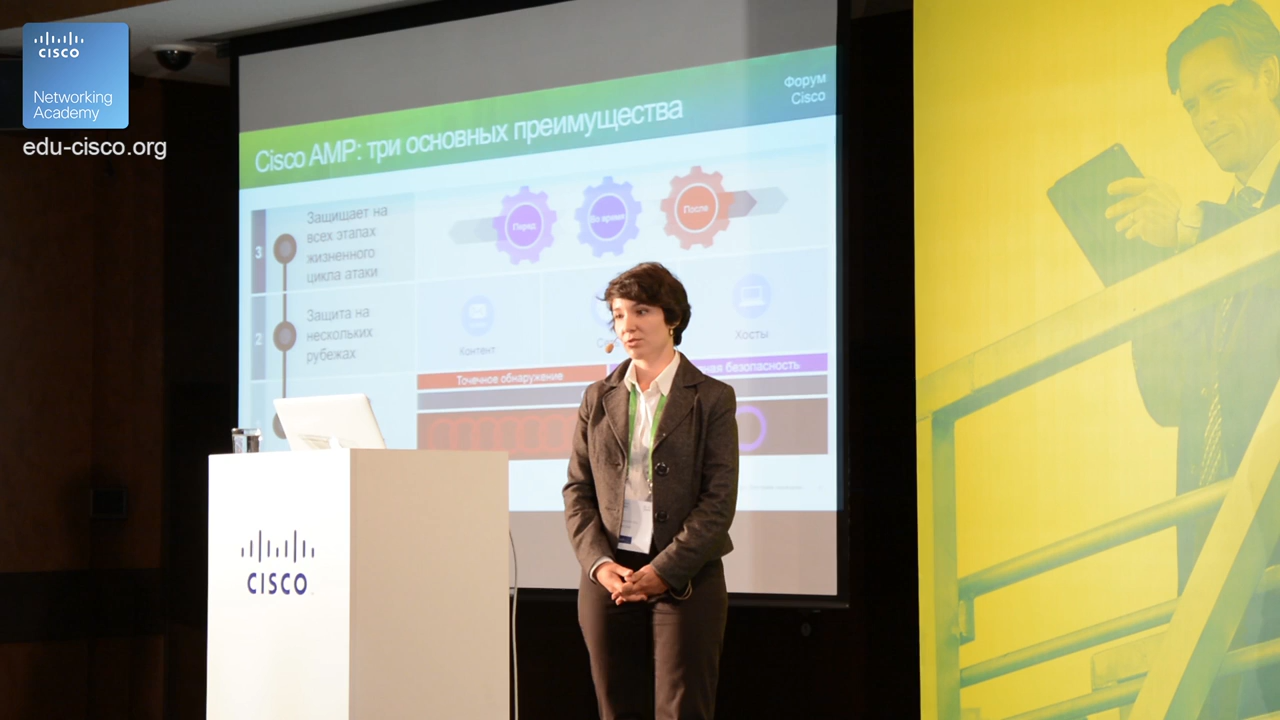 CISCO
Networking
Academy
edu-cisco.org
Форум
Cisco
Cisco AMP: три основных преимущества
3
Защищает на
всех этапах
жизненного
цикла атаки
Перед
Во время
После
2
Защита на
нескольких
рубежах
Контент
Хосты
Точечное обнаружение
безопасность
CISCO